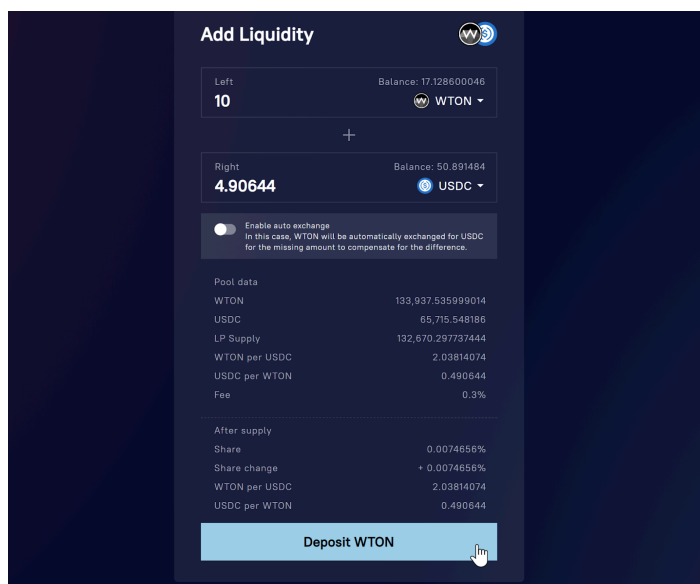 Add Liquidity
Left Balance: 17.128600046
10 WTON
+
Right Balance: 50.891484
4.90644 USDC
Enable auto exchange
In this case, WTON will be automatically exchanged for USDC
for the missing amount to compensate for the difference.
Pool data
WTON 133,937.535999014
USDC 65,715.548186
LP Supply 132,670.297737444
WTON per USDC 2.03814074
USDC per WTON 0.490644
Fee 0.3%
After supply
Share 0.0074656%
Share change + 0.0074656%
WTON per USDC 2.03814074
USDC per WTON 0.490644
Deposit WTON